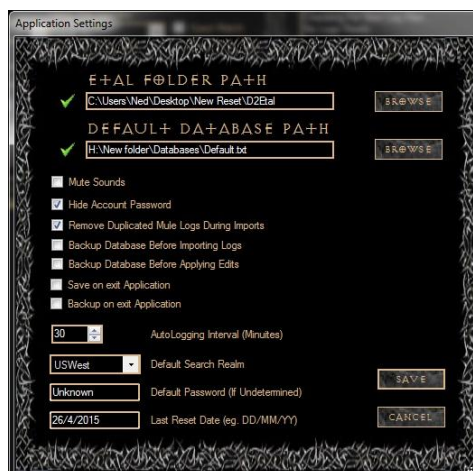 Application Settings
ETAL FOLDER PATH
C:\Users\Ned\Desktop\New Reset\D2Etal
BROWSE
DEFAULT DATABASE PATH
H:\New folder\Databases\Default.txt
BROWSE
Mute Sounds
Hide Account Password
Remove Duplicated Mule Logs During Imports
Backup Database Before Importing Logs
Backup Database Before Applying Edits
Save on exit Application
Backup on exit Application
30 AutoLogging Interval (Minuites)
USWest Default Search Realm
Unknown Default Password (If Undetermined)
SAVE
26/4/2015 Last Reset Date (eg. DD/MM/YY)
CANCEL